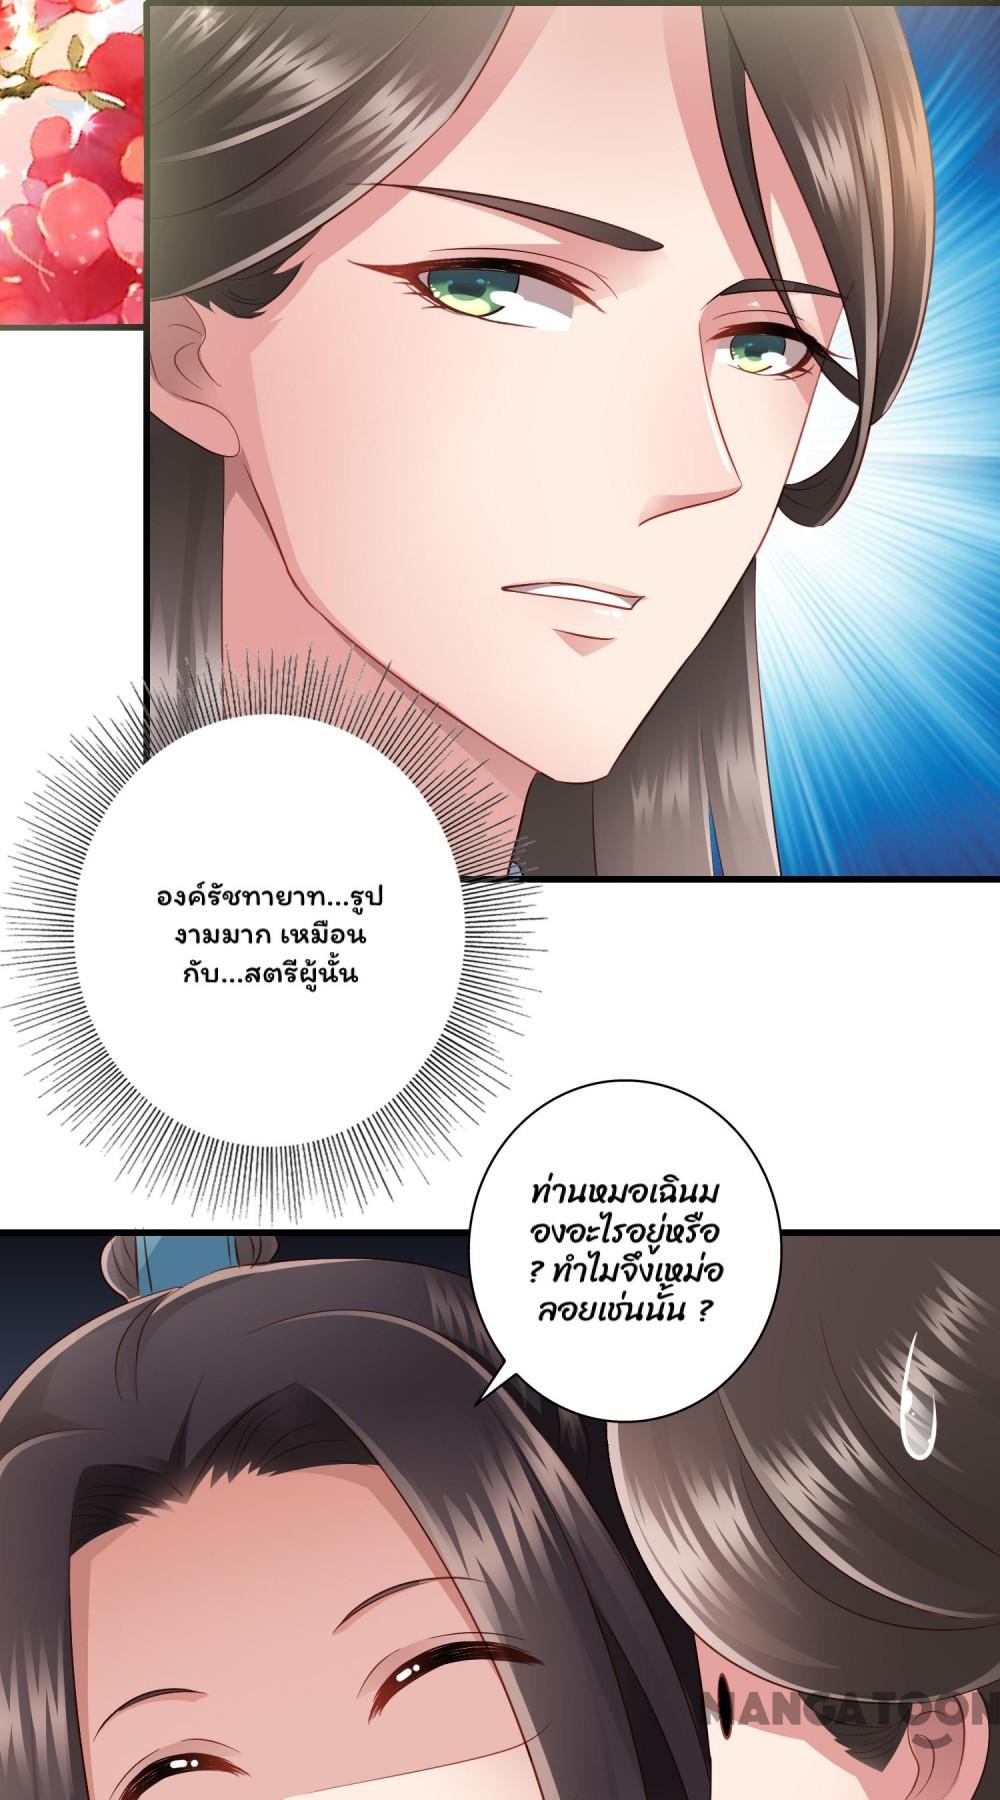 องค์รัชทายาท...รูป
งามมาก เหมือน
กับ...สตรีผู้นั้น
ท่านหมอเฉินม
องอะไรอยู่หรือ
? ทำไมจึงเหม่อ
ลอยเช่นนั้น ?
MANGATOON